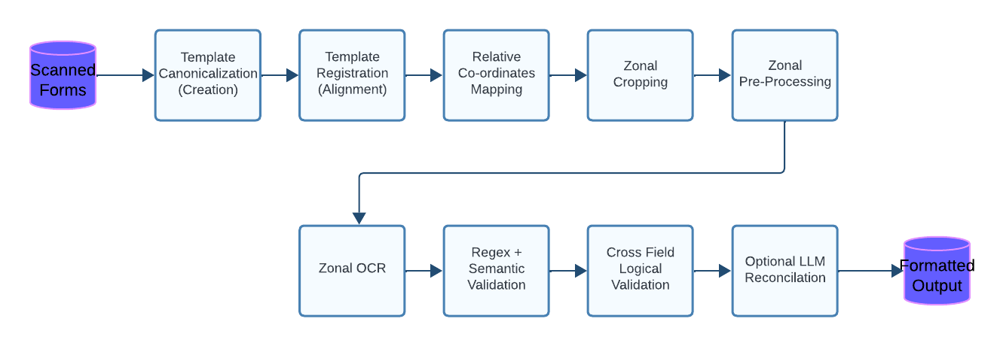 Scanned
Forms
Template
Canonicalization
(Creation)
Template
Registration
(Alignment)
Relative
Co-ordinates
Mapping
Zonal
Cropping
Zonal
Pre-Processing
Zonal OCR
Regex +
Semantic
Validation
Cross Field
Logical
Validation
Optional LLM
Reconcilation
Formatted
Output